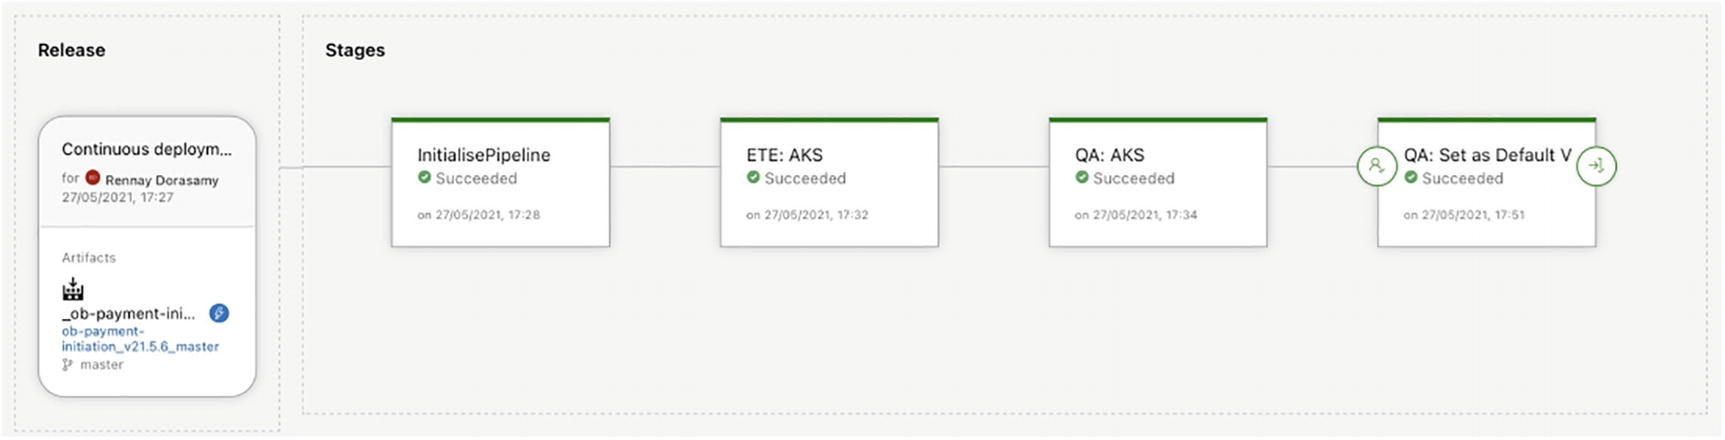 Release
Continuous deploym...
for Rennay Dorasamy
27/05/2021, 17:27
Artifacts
_ob-payment-ini...
ob-payment-
initiation_v21.5.6_master
master
Stages
InitialisePipeline
Succeeded
on 27/05/2021, 17:28
ETE: AKS
Succeeded
on 27/05/2021, 17:32
QA: AKS
Succeeded
on 27/05/2021, 17:34
QA: Set as Default V
Succeeded
on 27/05/2021, 17:51